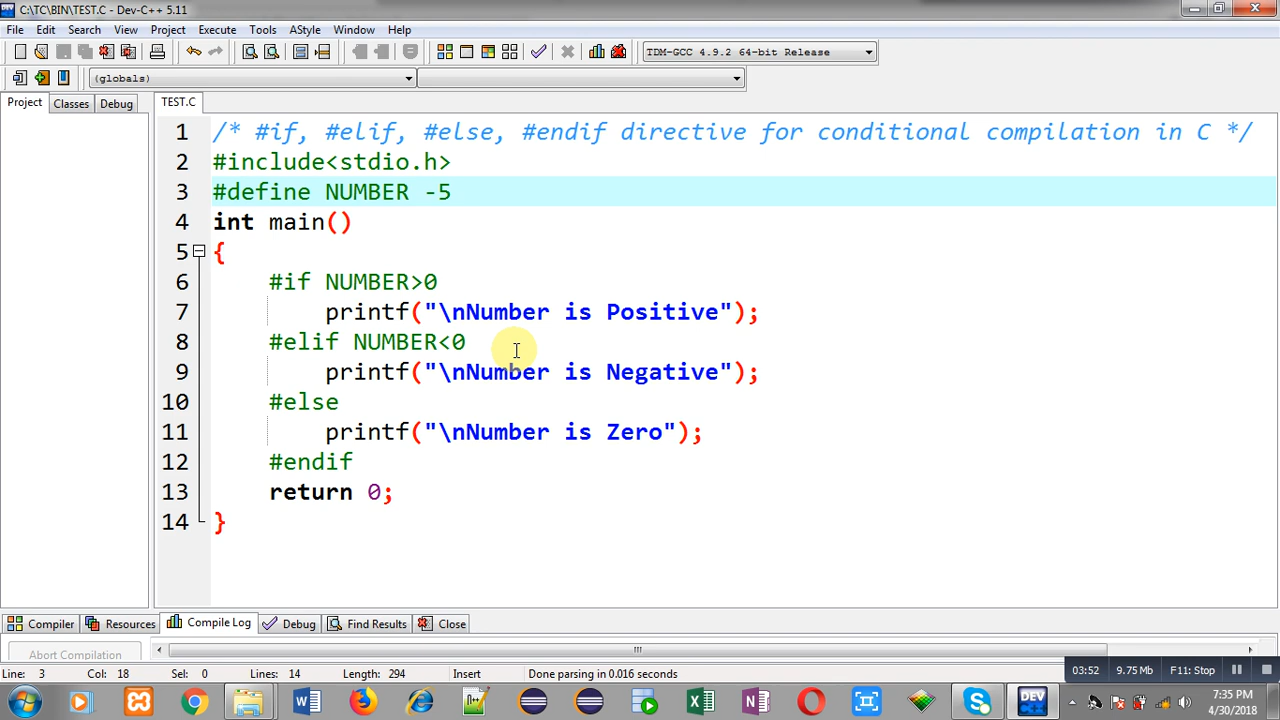 C:\TC\BIN\TEST.C - Dev-C++ 5.11
File Edit Search View Project Execute Tools AStyle Window Help
TDM-GCC 4.9.2 64-bit Release
(globals)
Project Classes Debug TEST.C
1 /* #if, #elif, #else, #endif directive for conditional compilation in C */
2 #include<stdio.h>
3 #define NUMBER -5
4 int main()
5 {
6 #if NUMBER>0
7 printf("\nNumber is Positive");
8 #elif NUMBER<0
9 printf("\nNumber is Negative");
10 #else
11 printf("\nNumber is Zero");
12 #endif
13 return 0;
14 }
Compiler Resources Compile Log Debug Find Results Close
Abort Compilation
Line: 3 Col: 18 Sel: 0 Lines: 14 Length: 294 Insert Done parsing in 0.016 seconds
03:52 9.75 Mb F11: Stop
DEV
7:35 PM
4/30/2018